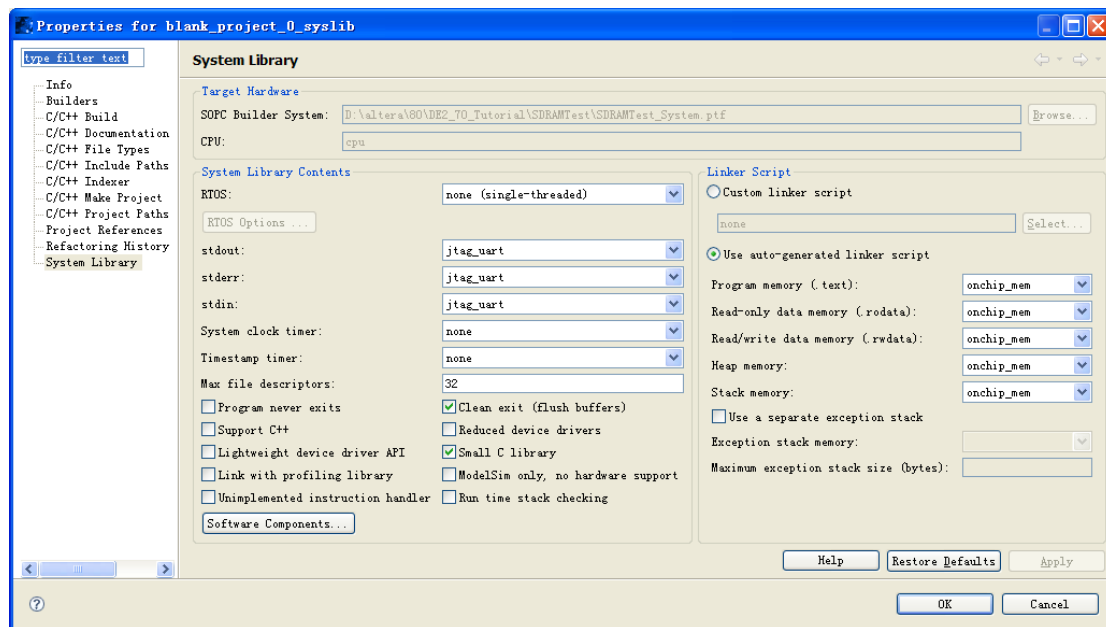 Properties for blank_project_0_syslib
type filter text
Info
Builders
C/C++ Build
C/C++ Documentation
C/C++ File Types
C/C++ Include Paths
C/C++ Indexer
C/C++ Make Project
C/C++ Project Paths
Project References
Refactoring History
System Library
System Library
Target Hardware
SOPC Builder System: D:\altera\80\DE2_70_Tutorial\SDRAMTest\SDRAMTest_System.ptf Browse...
CPU: cpu
System Library Contents
RTOS: none (single-threaded)
RTOS Options ...
stdout: jtag_uart
stderr: jtag_uart
stdin: jtag_uart
System clock timer: none
Timestamp timer: none
Max file descriptors: 32
Program never exits Clean exit (flush buffers)
Support C++ Reduced device drivers
Lightweight device driver API Small C library
Link with profiling library ModelSim only, no hardware support
Unimplemented instruction handler Run time stack checking
Software Components...
Linker Script
Custom linker script
none Select...
Use auto-generated linker script
Program memory (.text): onchip_mem
Read-only data memory (.rodata): onchip_mem
Read/write data memory (.rwdata): onchip_mem
Heap memory: onchip_mem
Stack memory: onchip_mem
Use a separate exception stack
Exception stack memory:
Maximum exception stack size (bytes):
Help Restore Defaults Apply
? OK Cancel